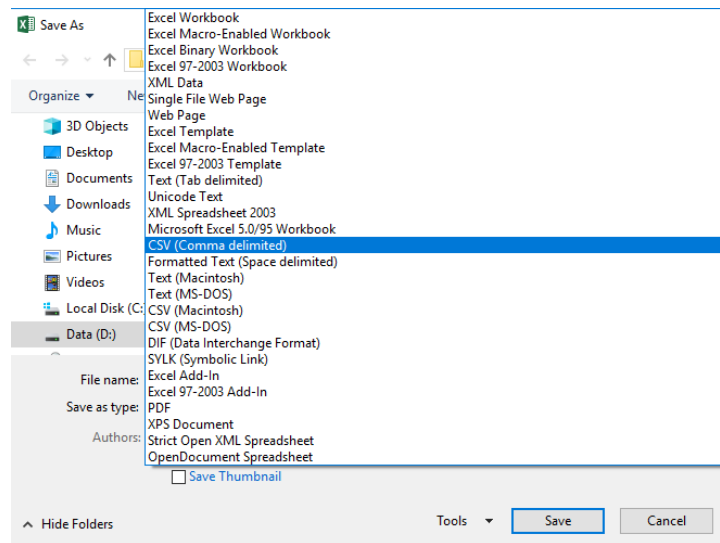 Save As
Excel Workbook
Excel Macro-Enabled Workbook
Excel Binary Workbook
Excel 97-2003 Workbook
XML Data
Single File Web Page
Web Page
Excel Template
Excel Macro-Enabled Template
Excel 97-2003 Template
Text (Tab delimited)
Unicode Text
XML Spreadsheet 2003
Microsoft Excel 5.0/95 Workbook
CSV (Comma delimited)
Formatted Text (Space delimited)
Text (Macintosh)
Text (MS-DOS)
CSV (Macintosh)
CSV (MS-DOS)
DIF (Data Interchange Format)
SYLK (Symbolic Link)
Excel Add-In
Excel 97-2003 Add-In
PDF
XPS Document
Strict Open XML Spreadsheet
OpenDocument Spreadsheet
Organize Ne
3D Objects
Desktop
Documents
Downloads
Music
Pictures
Videos
Local Disk (C:
Data (D:)
File name:
Save as type:
Authors:
Save Thumbnail
Hide Folders
Tools
Save
Cancel